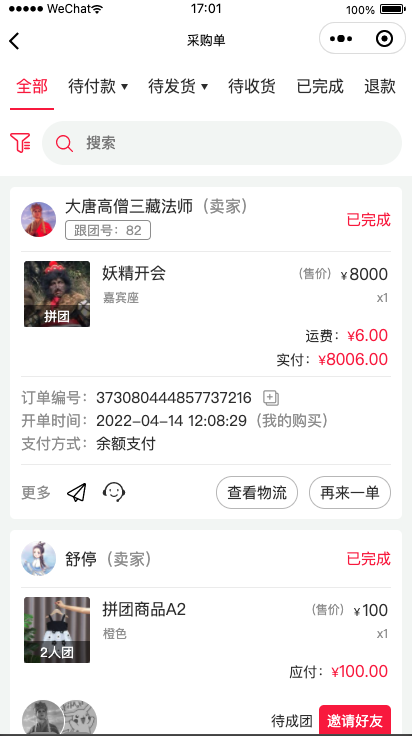 WeChat 17:01 100%
采购单
全部 待付款 待发货 待收货 已完成 退款
搜索
大唐高僧三藏法师（卖家）
已完成
跟团号：82
妖精开会 （售价）￥8000
嘉宾座 x1
拼团
运费：￥6.00
实付：￥8006.00
订单编号：373080444857737216
开单时间：2022-04-14 12:08:29（我的购买）
支付方式：余额支付
更多 查看物流 再来一单
舒停（卖家） 已完成
拼团商品A2 （售价）￥100
橙色 x1
2人团
应付：￥100.00
待成团 邀请好友